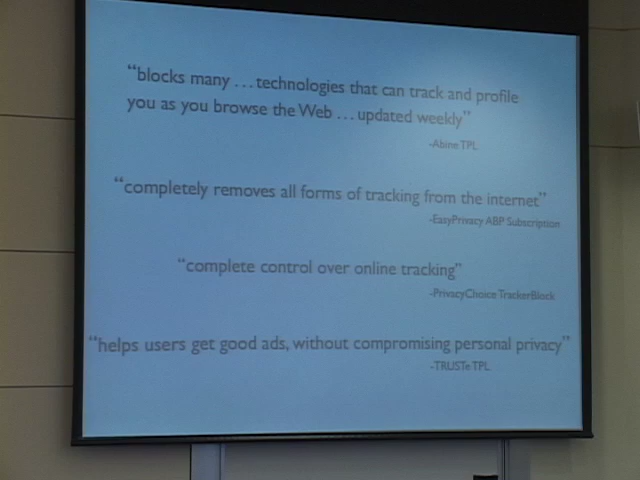 “blocks many ... technologies that can track and profile
you as you browse the Web ... updated weekly”
-Abine TPL
“completely removes all forms of tracking from the internet”
-EasyPrivacy ABP Subscription
“complete control over online tracking”
-PrivacyChoice TrackerBlock
“helps users get good ads, without compromising personal privacy”
-TRUSTe TPL